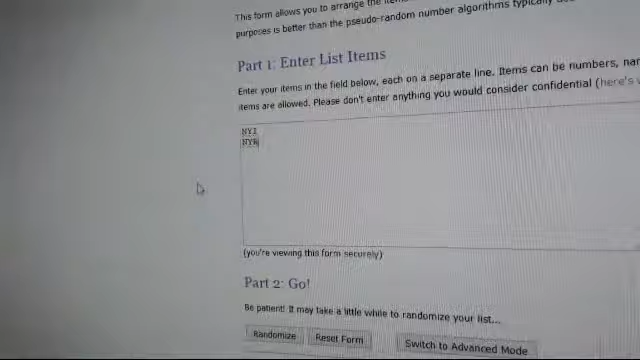 This form allows you to arrange the
purposes is better than the pseudo-random number algorithms typically
Part 1: Enter List Items
Enter your items in the field below, each on a separate line. Items can be numbers,
items are allowed. Please don't enter anything you would consider confidential (here's
NYI
NYR
(you're viewing this form securely)
Part 2: Go!
Be patient! It may take a little while to randomize your list...
Randomize Reset Form Switch to Advanced Mode